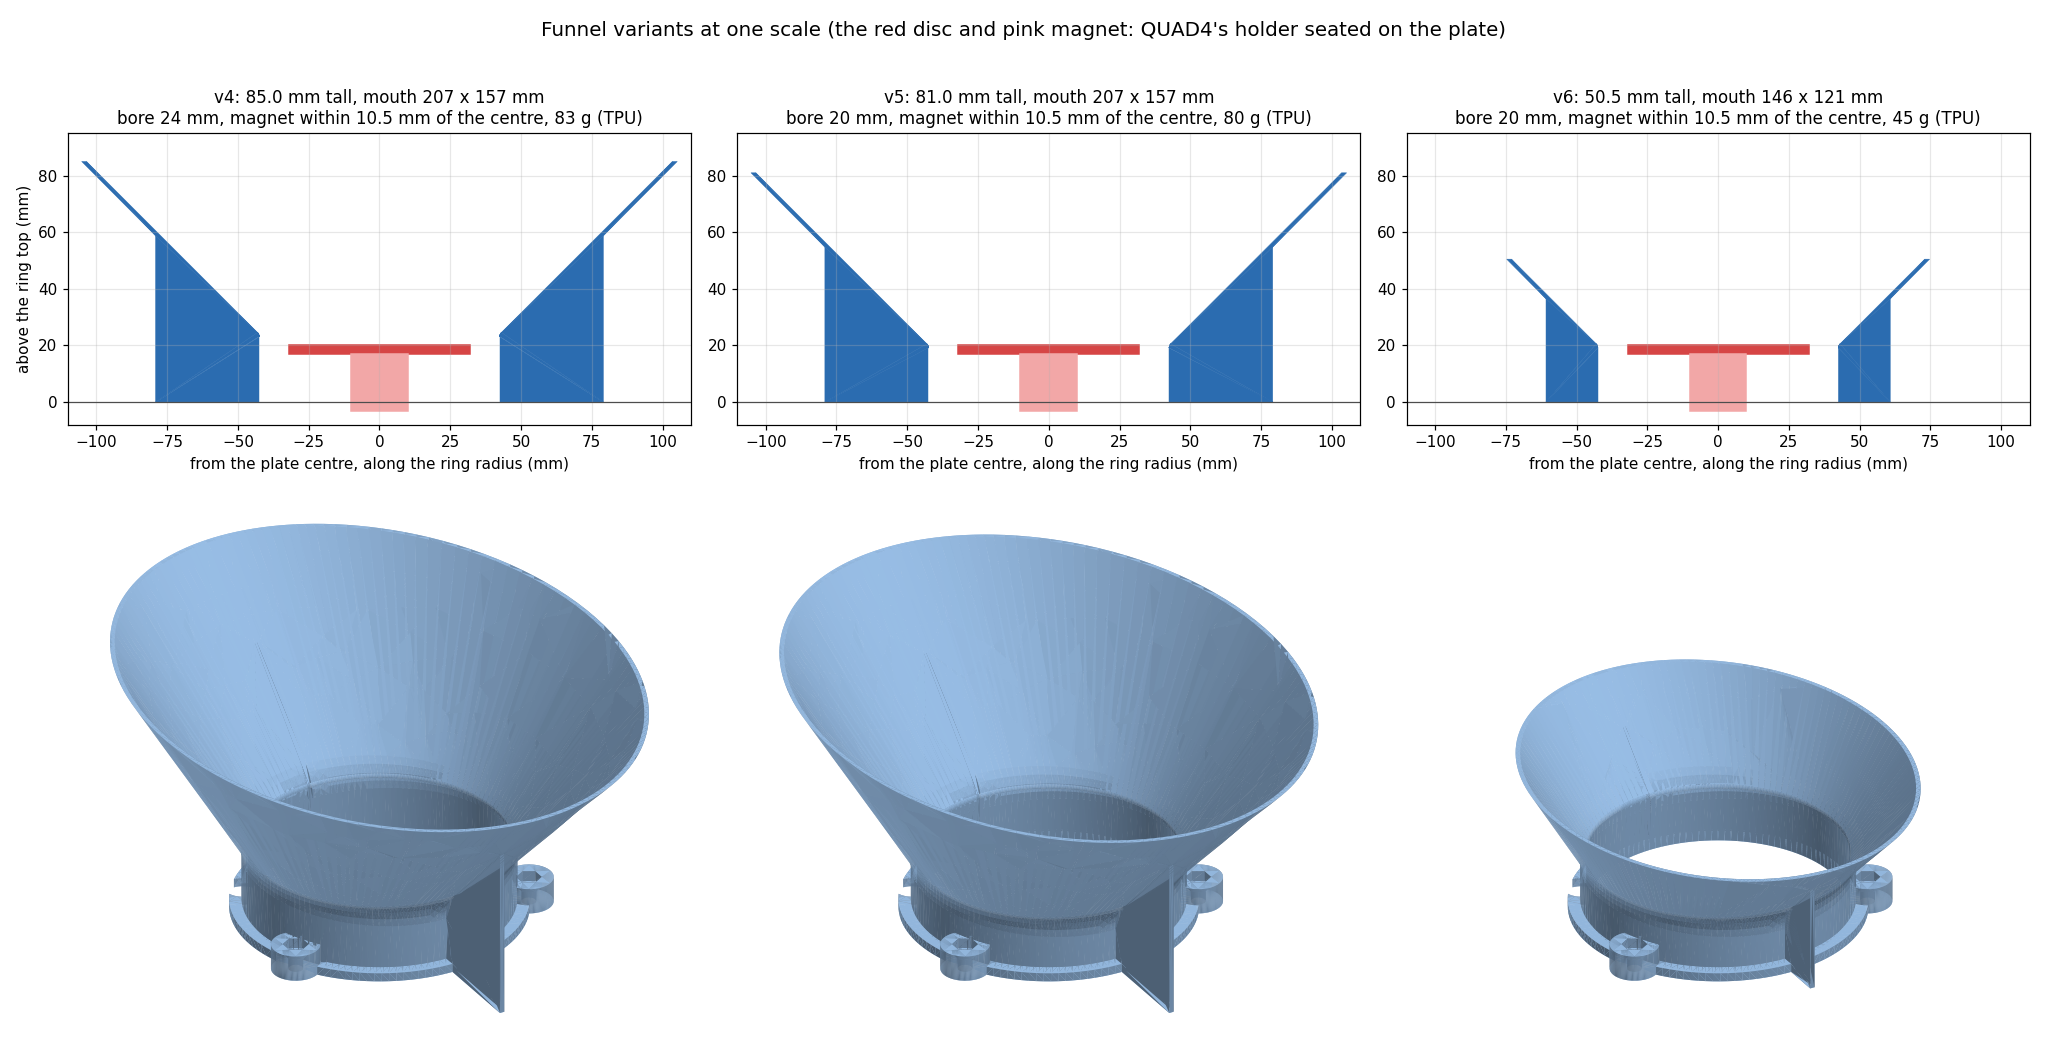 Funnel variants at one scale (the red disc and pink magnet: QUAD4's holder seated on the plate)
v4: 85.0 mm tall, mouth 207 x 157 mm
bore 24 mm, magnet within 10.5 mm of the centre, 83 g (TPU)
v5: 81.0 mm tall, mouth 207 x 157 mm
bore 20 mm, magnet within 10.5 mm of the centre, 80 g (TPU)
v6: 50.5 mm tall, mouth 146 x 121 mm
bore 20 mm, magnet within 10.5 mm of the centre, 45 g (TPU)
above the ring top (mm)
80
60
40
20
0
−100 −75 −50 −25 0 25 50 75 100
from the plate centre, along the ring radius (mm)
80
60
40
20
0
−100 −75 −50 −25 0 25 50 75 100
from the plate centre, along the ring radius (mm)
80
60
40
20
0
−100 −75 −50 −25 0 25 50 75 100
from the plate centre, along the ring radius (mm)